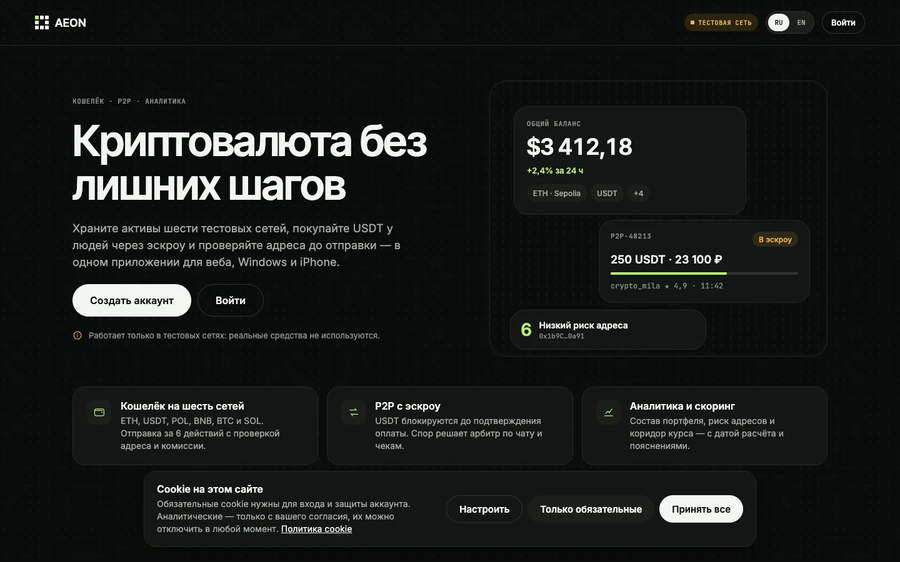 AEON
ТЕСТОВАЯ СЕТЬ
RU
EN
Войти
КОШЕЛЁК · P2P · АНАЛИТИКА
Криптовалюта без
лишних шагов
Храните активы шести тестовых сетей, покупайте USDT у
людей через эскроу и проверяйте адреса до отправки — в
одном приложении для веба, Windows и iPhone.
Создать аккаунт
Войти
Работает только в тестовых сетях: реальные средства не используются.
ОБЩИЙ БАЛАНС
$3 412,18
+2,4% за 24 ч
ETH · Sepolia
USDT
+4
P2P-48213
В эскроу
250 USDT · 23 100 ₽
crypto_mila ★ 4,9 · 11:42
6
Низкий риск адреса
0x1b9C…0a91
Кошелёк на шесть сетей
ETH, USDT, POL, BNB, BTC и SOL.
Отправка за 6 действий с проверкой
адреса и комиссии.
P2P с эскроу
USDT блокируются до подтверждения
оплаты. Спор решает арбитр по чату и
чекам.
Аналитика и скоринг
Состав портфеля, риск адресов и
коридор курса — с датой расчёта и
пояснениями.
Cookie на этом сайте
Обязательные cookie нужны для входа и защиты аккаунта.
Аналитические — только с вашего согласия, их можно
отключить в любой момент. Политика cookie
Настроить
Только обязательные
Принять все